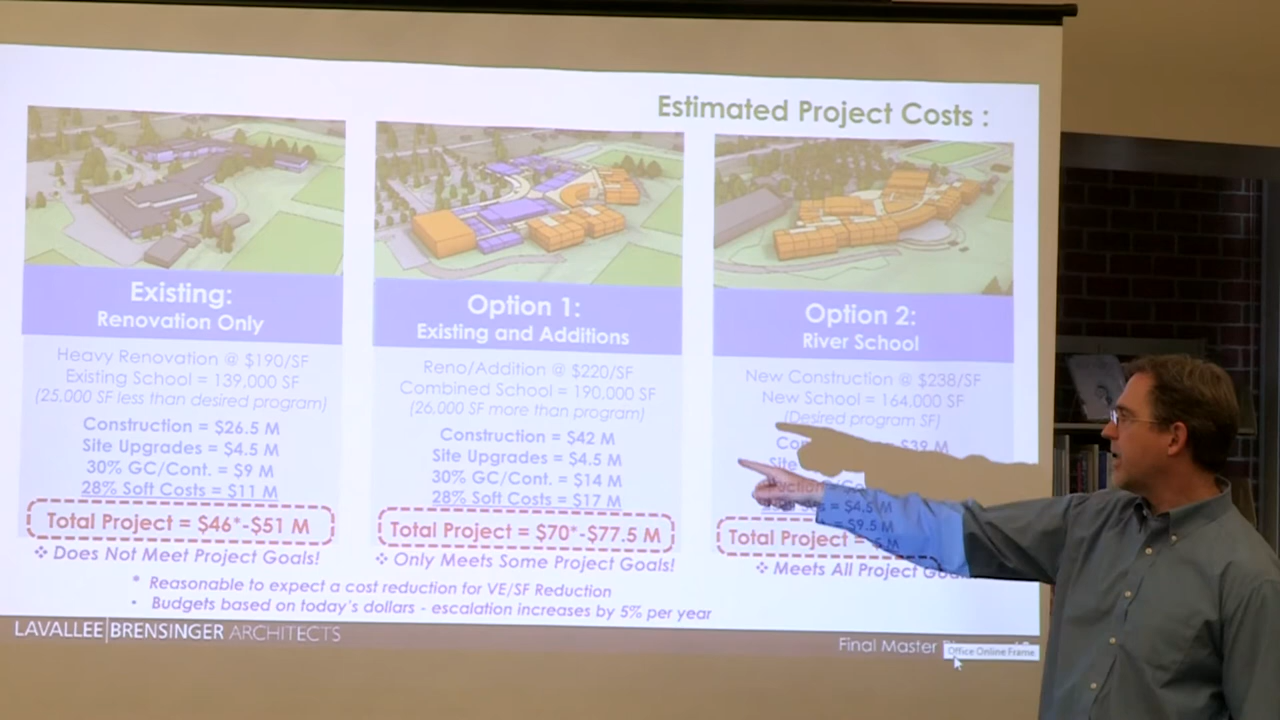 Estimated Project Costs :
Existing:
Renovation Only
Heavy Renovation @ $190/SF
Existing School = 139,000 SF
(25,000 SF less than desired program)
Construction = $26.5 M
Site Upgrades = $4.5 M
30% GC/Cont. = $9 M
28% Soft Costs = $11 M
Total Project = $46*-$51 M
❖ Does Not Meet Project Goals!
Option 1:
Existing and Additions
Reno/Addition @ $220/SF
Combined School = 190,000 SF
(26,000 SF more than program)
Construction = $42 M
Site Upgrades = $4.5 M
30% GC/Cont. = $14 M
28% Soft Costs = $17 M
Total Project = $70*-$77.5 M
❖ Only Meets Some Project Goals!
Option 2:
River School
New Construction @ $238/SF
New School = 164,000 SF
(Desired program SF)
$39 M
Site
= $4.5
= $9.5 M
Total Project =
❖ Meets All Project
* Reasonable to expect a cost reduction for VE/SF Reduction
• Budgets based on today's dollars - escalation increases by 5% per year
LAVALLEE|BRENSINGER ARCHITECTS
Final Master
Office Online Frame